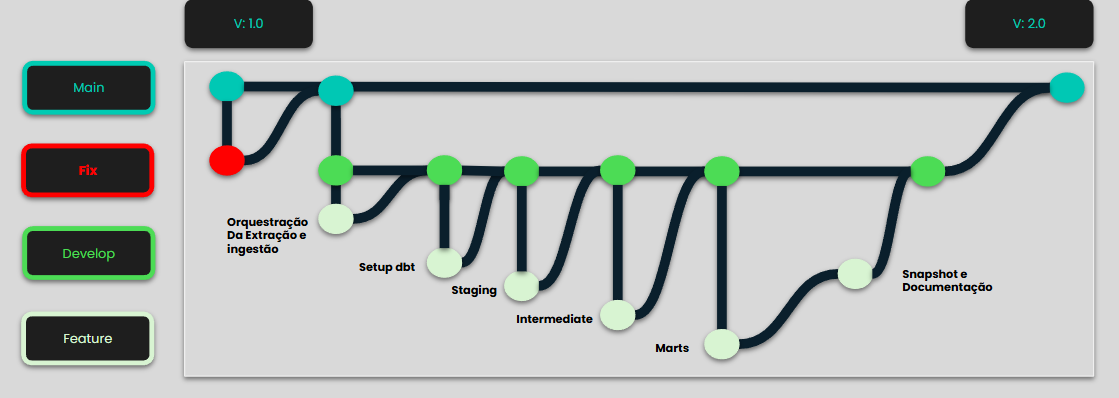 V: 1.0
V: 2.0
Main
Fix
Develop
Feature
Orquestração
Da Extração e
ingestão
Setup dbt
Staging
Intermediate
Marts
Snapshot e
Documentação